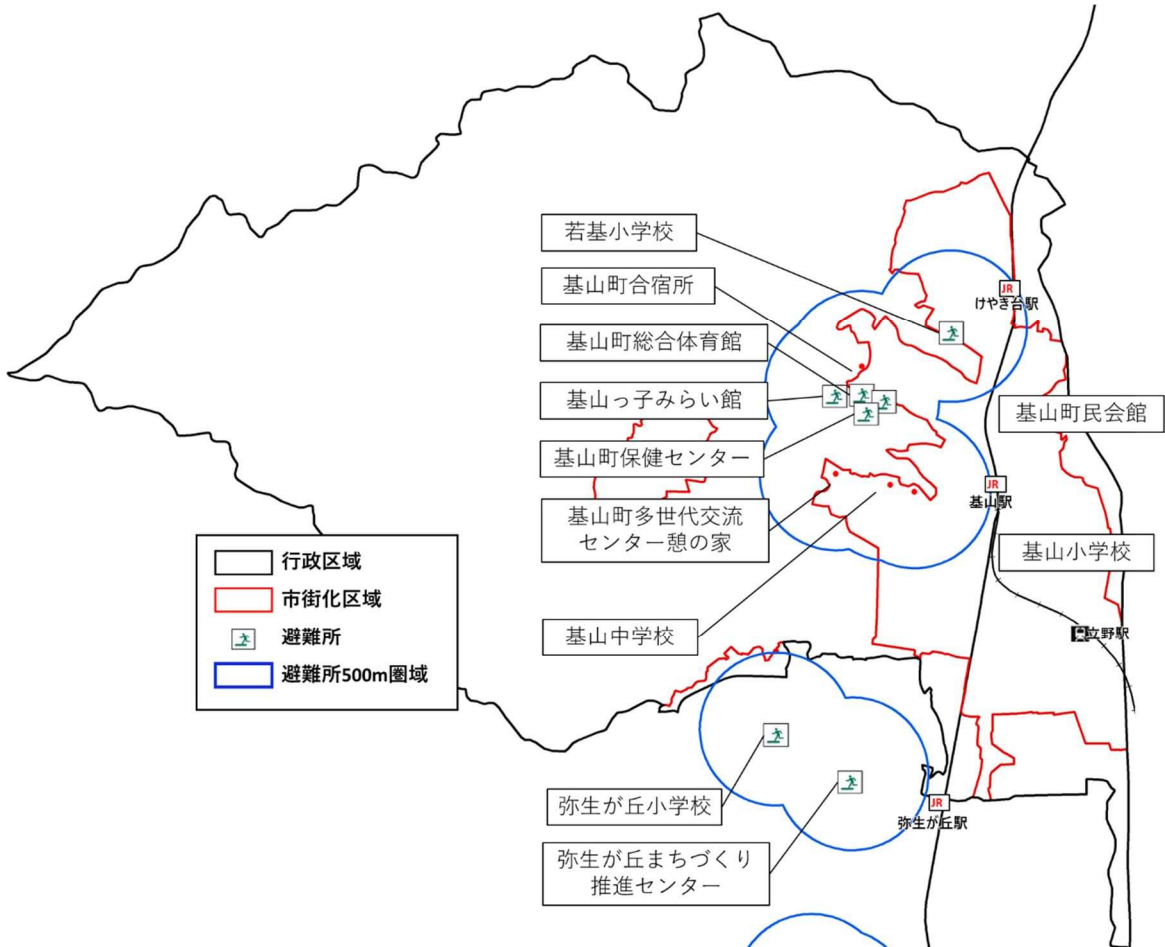 若基小学校
基山町合宿所
基山町総合体育館
基山っ子みらい館
基山町保健センター
基山町多世代交流
センター憩の家
基山中学校
弥生が丘小学校
弥生が丘まちづくり
推進センター
JR
けやき台駅
基山町民会館
JR
基山駅
基山小学校
立野駅
JR
弥生が丘駅
行政区域
市街化区域
避難所
避難所500m圏域